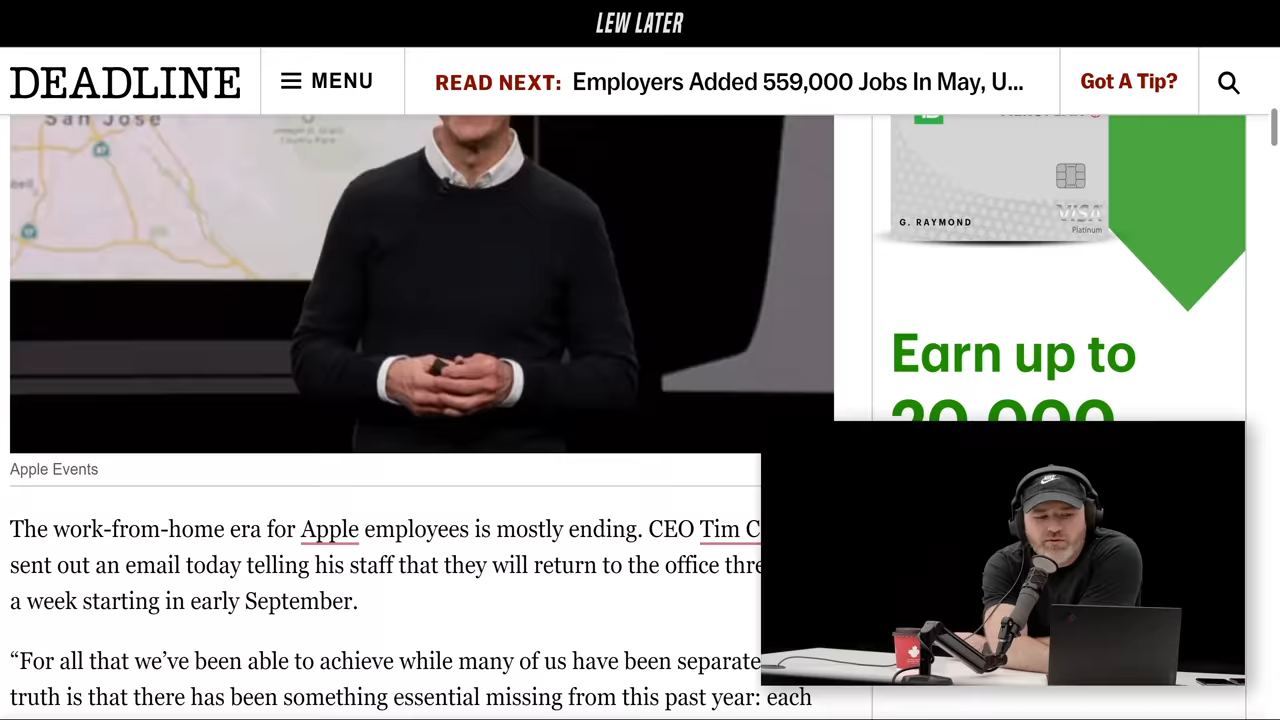 LEW LATER
DEADLINE
MENU
READ NEXT: Employers Added 559,000 Jobs In May, U...
Got A Tip?
San Jose
G. RAYMOND
VISA
Platinum
Earn up to
20,000
Apple Events
The work-from-home era for Apple employees is mostly ending. CEO Tim C
sent out an email today telling his staff that they will return to the office thre
a week starting in early September.
“For all that we’ve been able to achieve while many of us have been separate
truth is that there has been something essential missing from this past year: each